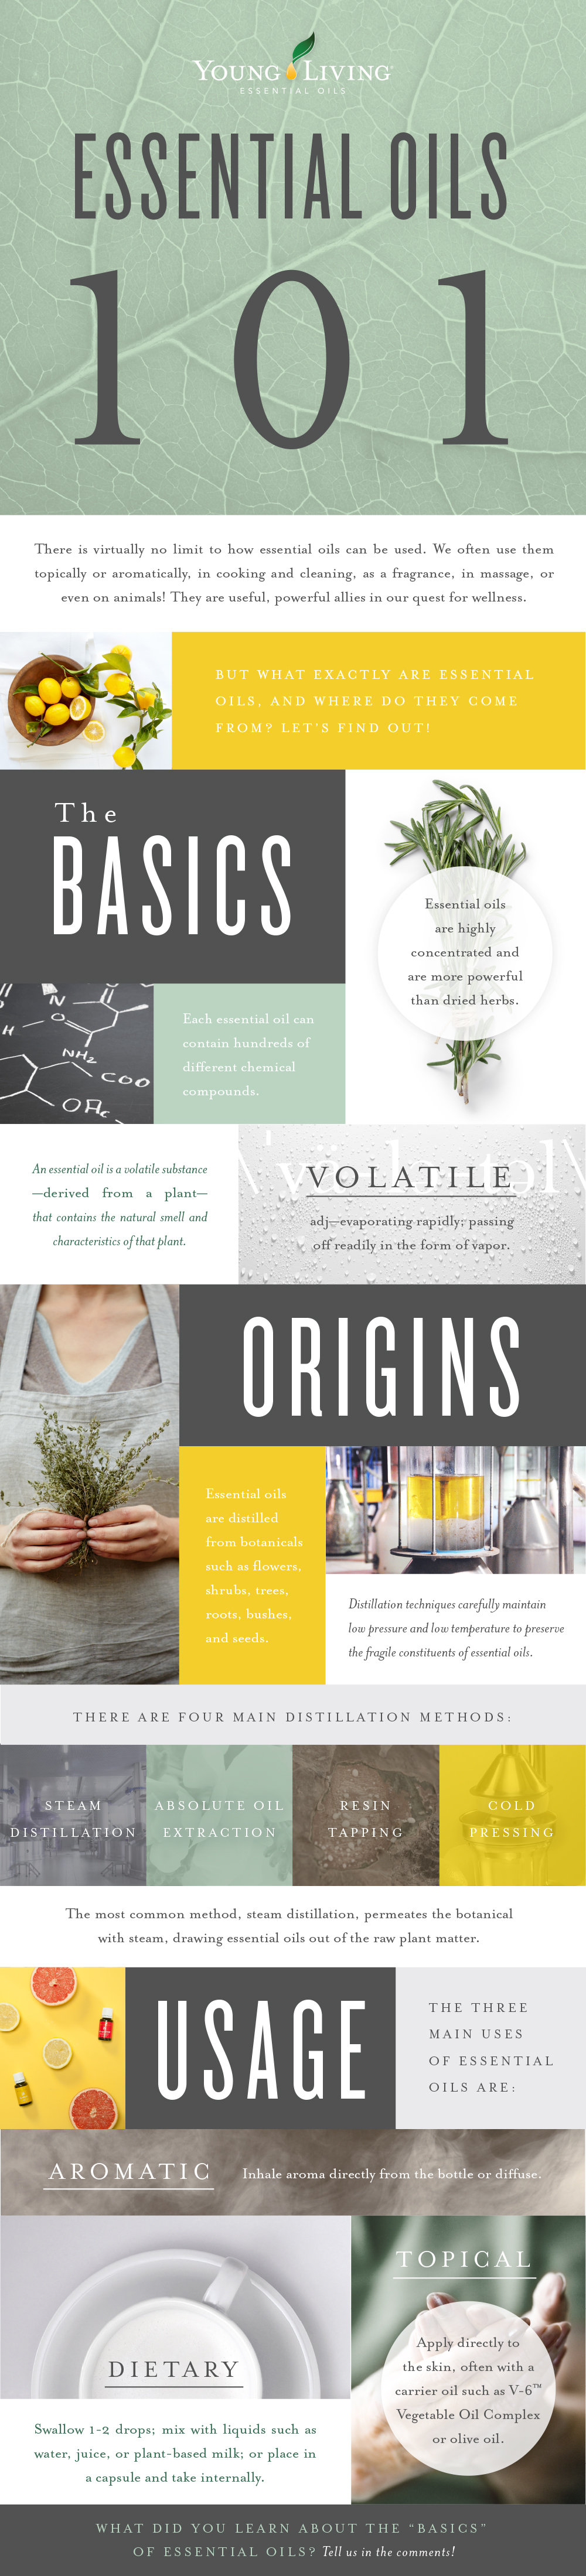 YOUNG LIVING
ESSENTIAL OILS
ESSENTIAL OILS
101
There is virtually no limit to how essential oils can be used. We often use them
topically or aromatically, in cooking and cleaning, as a fragrance, in massage, or
even on animals! They are useful, powerful allies in our quest for wellness.
BUT WHAT EXACTLY ARE ESSENTIAL
OILS, AND WHERE DO THEY COME
FROM? LET'S FIND OUT!
The
BASICS
Essential oils
are highly
concentrated and
are more powerful
than dried herbs.
N
H
O
NH2
COO
OAc
Each essential oil can
contain hundreds of
different chemical
compounds.
An essential oil is a volatile substance
—derived from a plant—
that contains the natural smell and
characteristics of that plant.
VOLATILE
adj—evaporating rapidly; passing
off readily in the form of vapor.
ORIGINS
Essential oils
are distilled
from botanicals
such as flowers,
shrubs, trees,
roots, bushes,
and seeds.
Distillation techniques carefully maintain
low pressure and low temperature to preserve
the fragile constituents of essential oils.
THERE ARE FOUR MAIN DISTILLATION METHODS:
STEAM
DISTILLATION
ABSOLUTE OIL
EXTRACTION
RESIN
TAPPING
COLD
PRESSING
The most common method, steam distillation, permeates the botanical
with steam, drawing essential oils out of the raw plant matter.
USAGE
THE THREE
MAIN USES
OF ESSENTIAL
OILS ARE:
AROMATIC
Inhale aroma directly from the bottle or diffuse.
DIETARY
Swallow 1-2 drops; mix with liquids such as
water, juice, or plant-based milk; or place in
a capsule and take internally.
TOPICAL
Apply directly to
the skin, often with a
carrier oil such as V-6™
Vegetable Oil Complex
or olive oil.
WHAT DID YOU LEARN ABOUT THE "BASICS"
OF ESSENTIAL OILS? Tell us in the comments!